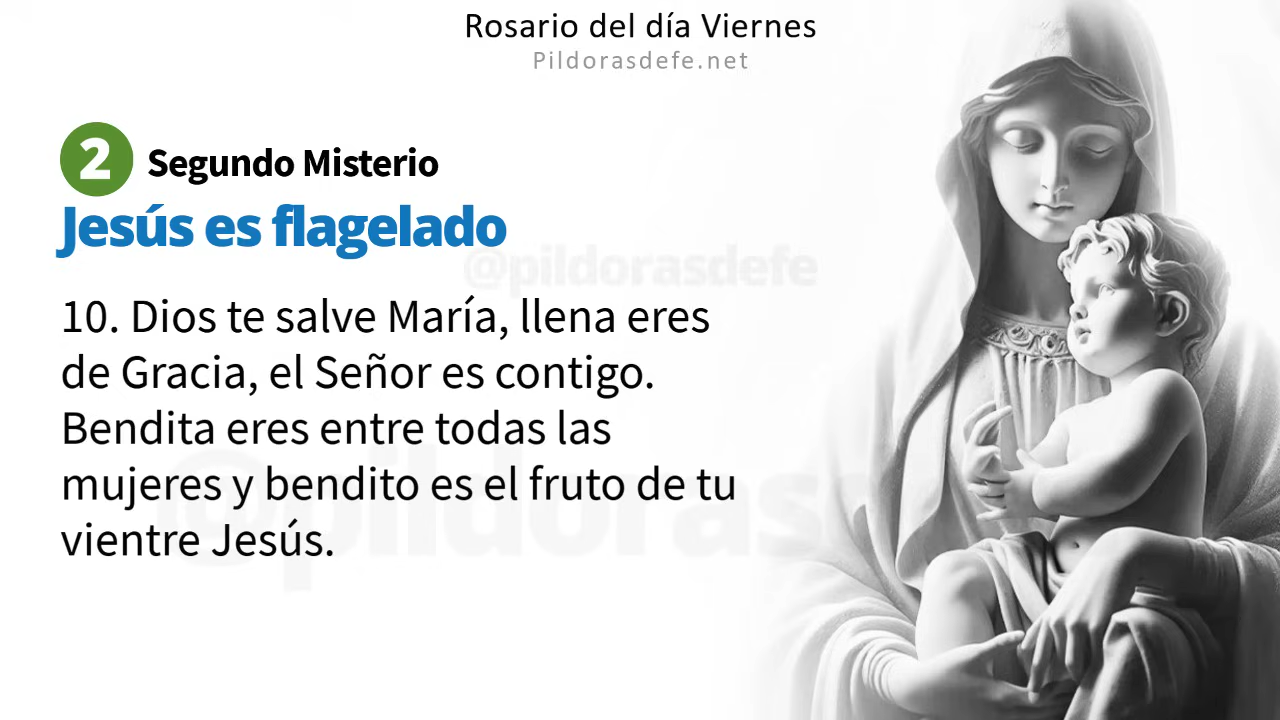 Rosario del día Viernes
Pildorasdefe.net
2 Segundo Misterio
Jesús es flagelado
@pildorasdefe
10. Dios te salve María, llena eres
de Gracia, el Señor es contigo.
Bendita eres entre todas las
mujeres y bendito es el fruto de tu
vientre Jesús.
@pildoras